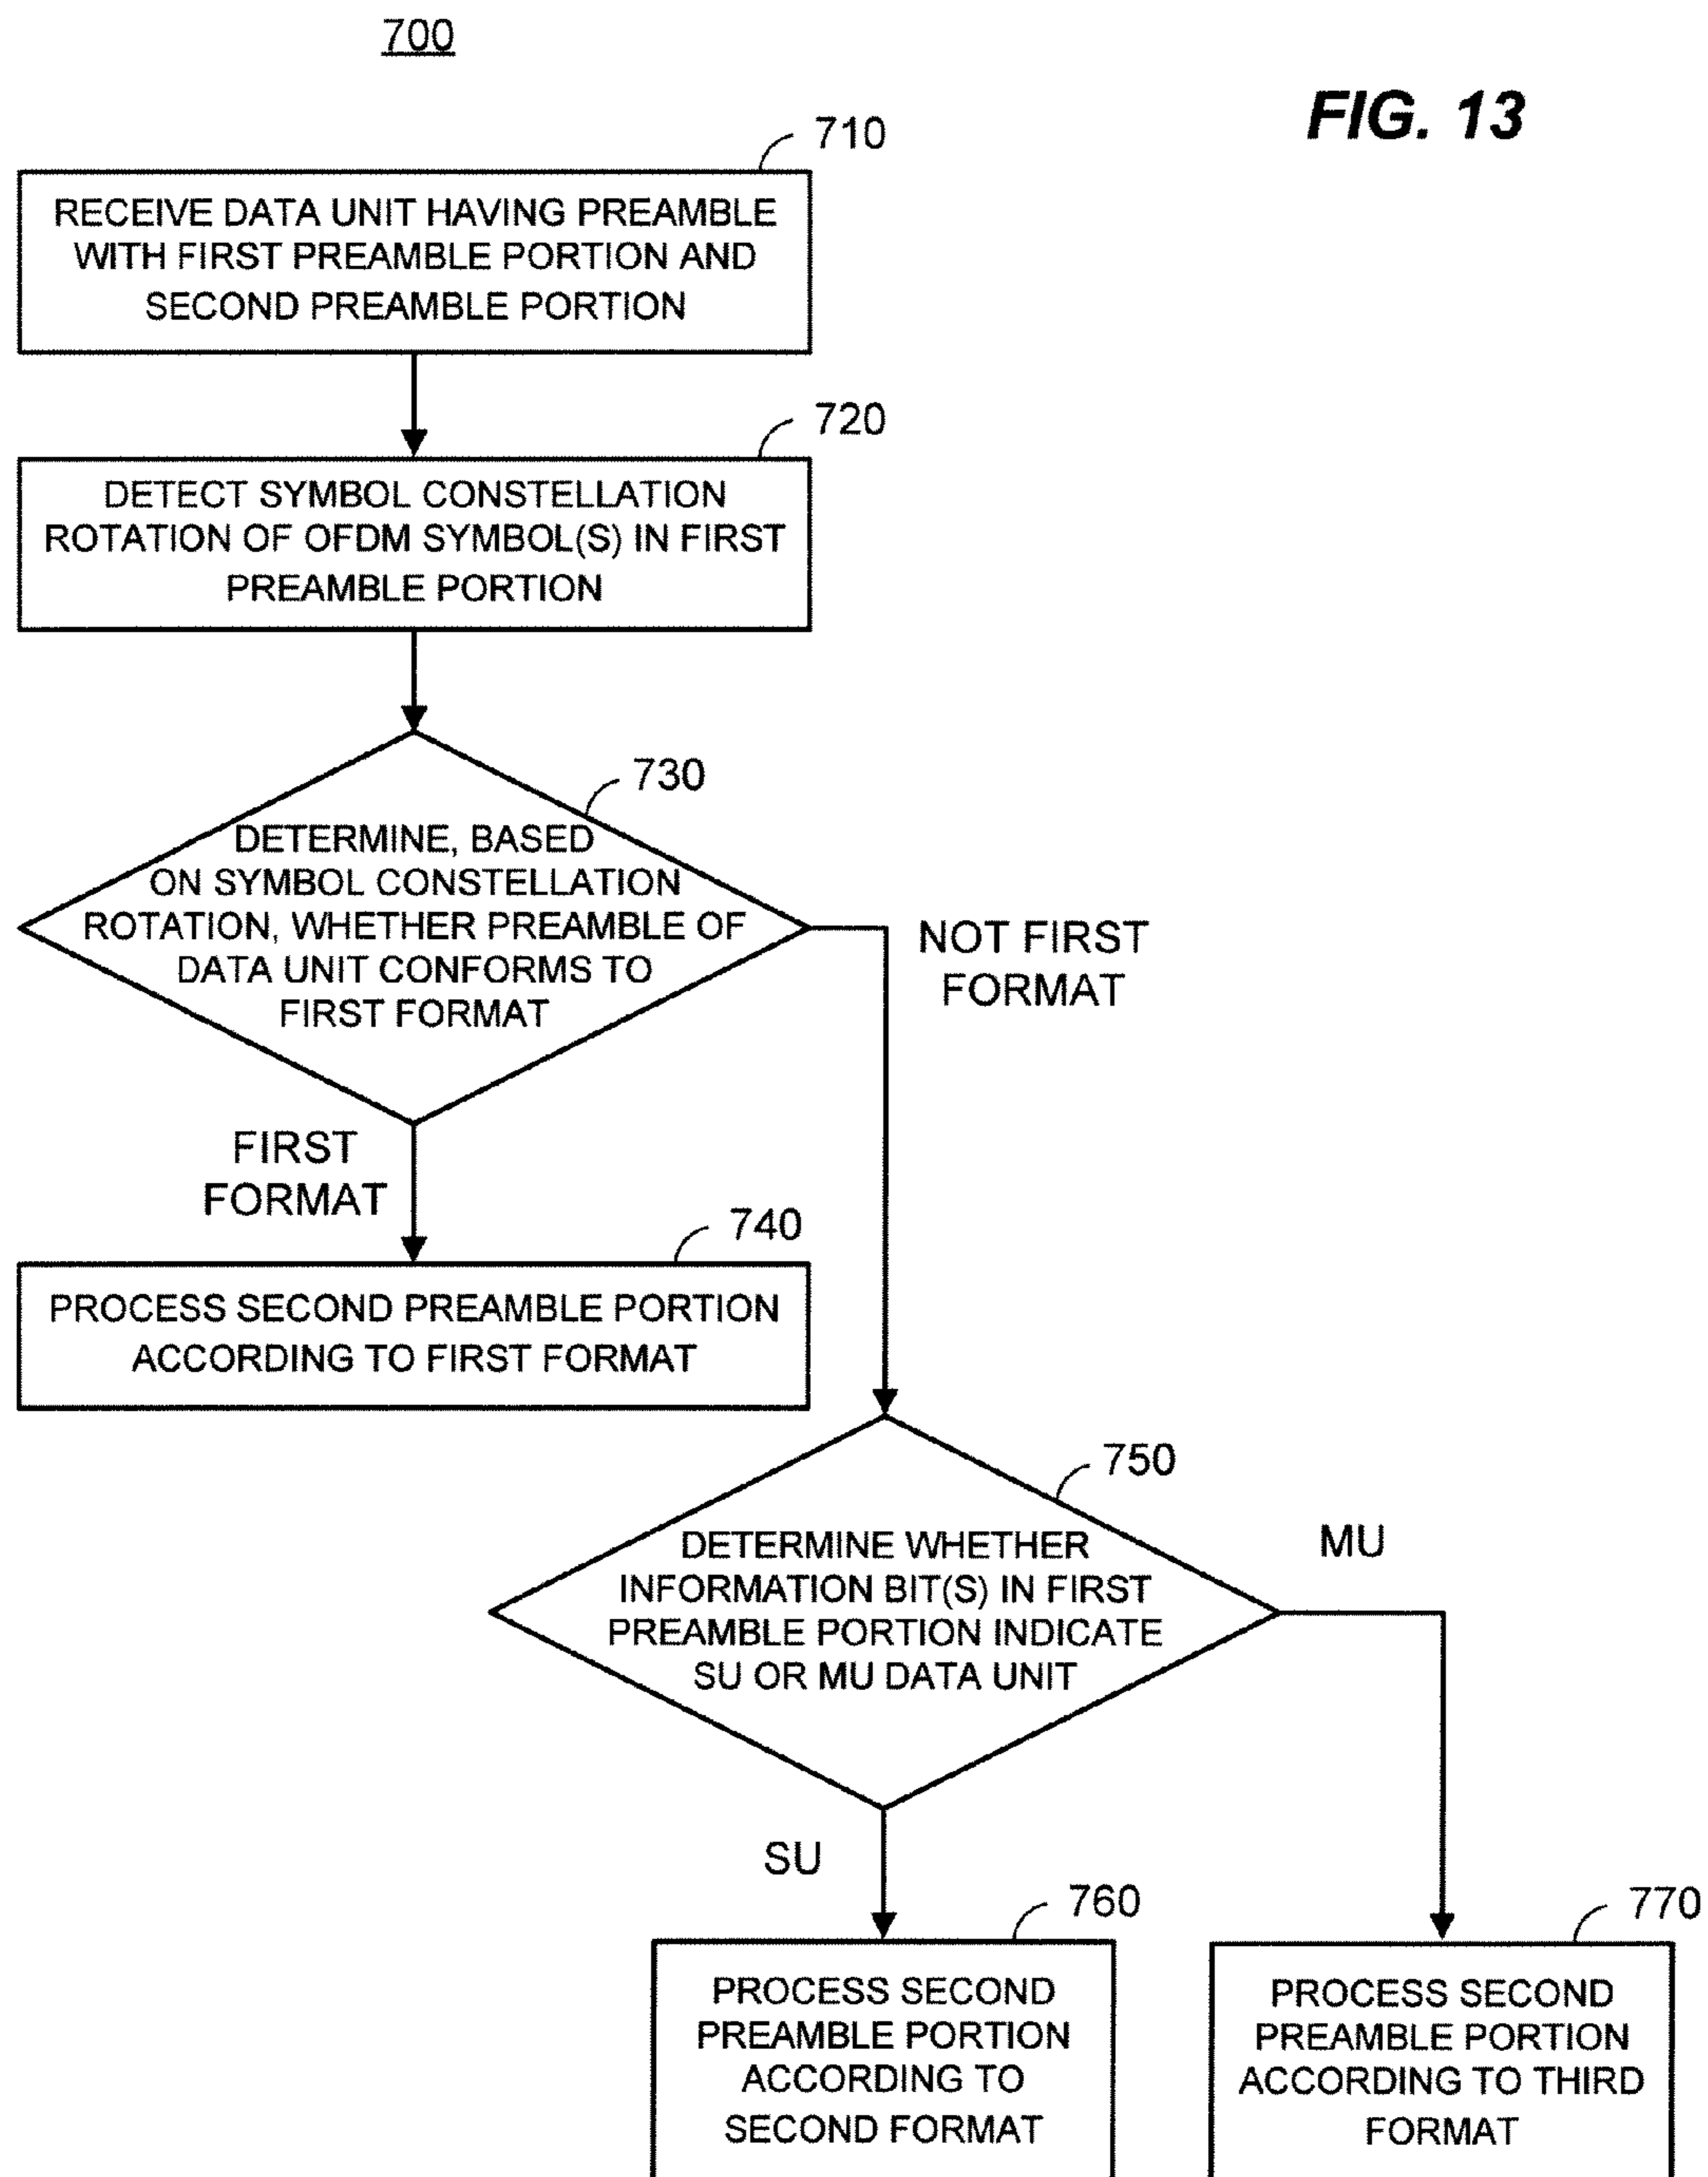 700
FIG. 13
710
RECEIVE DATA UNIT HAVING PREAMBLE
WITH FIRST PREAMBLE PORTION AND
SECOND PREAMBLE PORTION
720
DETECT SYMBOL CONSTELLATION
ROTATION OF OFDM SYMBOL(S) IN FIRST
PREAMBLE PORTION
730
DETERMINE, BASED
ON SYMBOL CONSTELLATION
ROTATION, WHETHER PREAMBLE OF
DATA UNIT CONFORMS TO
FIRST FORMAT
NOT FIRST
FORMAT
FIRST
FORMAT
740
PROCESS SECOND PREAMBLE PORTION
ACCORDING TO FIRST FORMAT
750
DETERMINE WHETHER
INFORMATION BIT(S) IN FIRST
PREAMBLE PORTION INDICATE
SU OR MU DATA UNIT
MU
SU
760
PROCESS SECOND
PREAMBLE PORTION
ACCORDING TO
SECOND FORMAT
770
PROCESS SECOND
PREAMBLE PORTION
ACCORDING TO THIRD
FORMAT